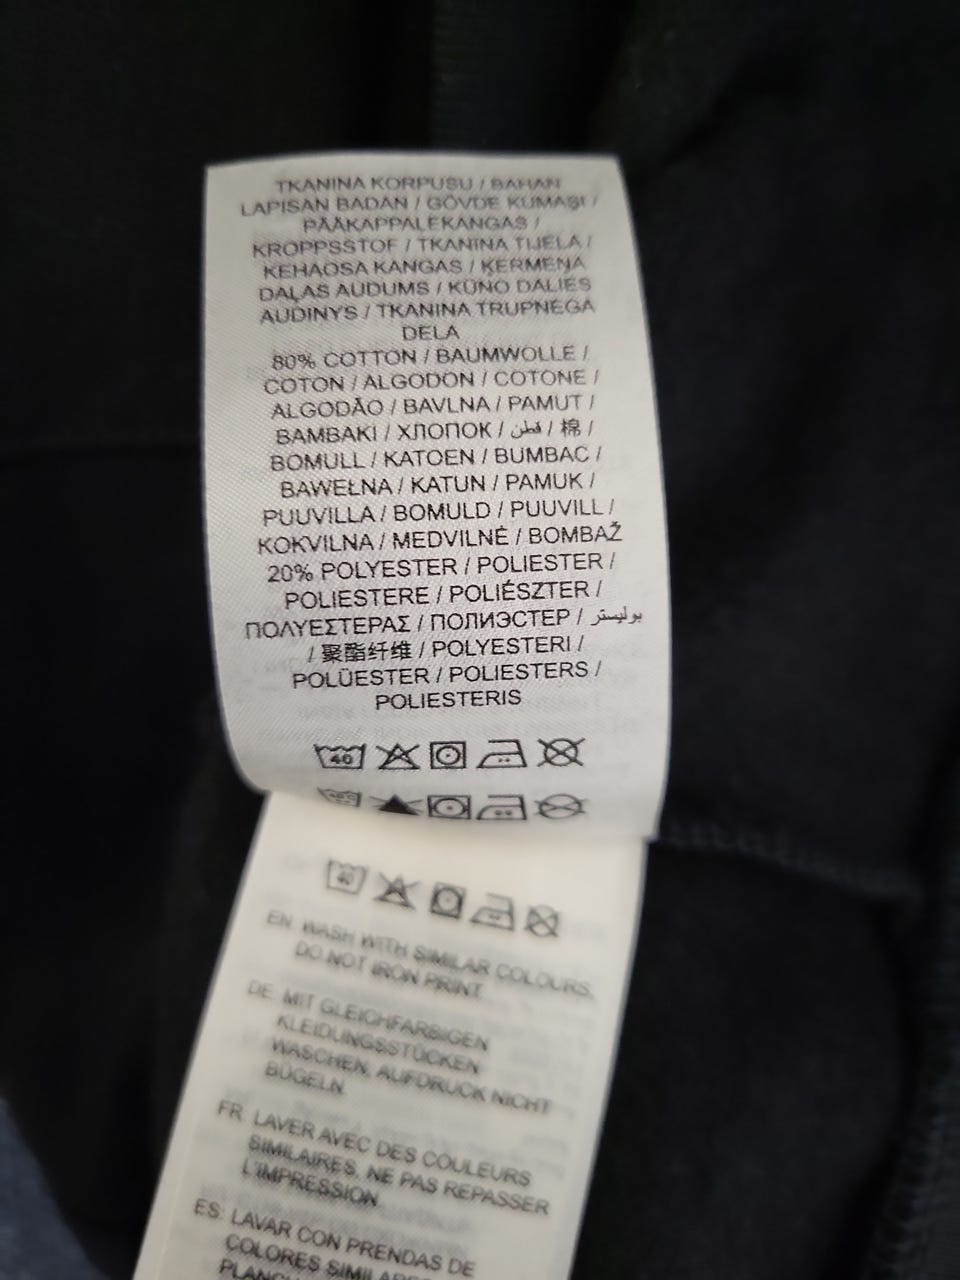 TKANINA KORPUSU / BAHAN
LAPISAN BADAN / GÖVDE KUMAŞI /
PÄÄKAPPALEKANGAS /
KROPPSSTOF / TKANINA TIJELA /
KEHAOSA KANGAS / ĶERMEŅA
DAĻAS AUDUMS / KŪNO DALIES
AUDINYS / TKANINA TRUPNEGA
DELA
80% COTTON / BAUMWOLLE /
COTON / ALGODON / COTONE /
ALGODÃO / BAVLNA / PAMUT /
BAMBAKI / ХЛОПОК / قطن / 棉 /
BOMULL / KATOEN / BUMBAC /
BAWEŁNA / KATUN / PAMUK /
PUUVILLA / BOMULD / PUUVILL /
KOKVILNA / MEDVILNĖ / BOMBAŽ
20% POLYESTER / POLIESTER /
POLIESTERE / POLIÉSZTER /
ΠΟΛΥΕΣΤΕΡΑΣ / ПОЛИЭСТЕР / بوليستر
/ 聚酯纤维 / POLYESTERI /
POLÜESTER / POLIESTERS /
POLIESTERIS
40
40
EN: WASH WITH SIMILAR COLOURS,
DO NOT IRON PRINT
DE: MIT GLEICHFARBIGEN
KLEIDUNGSSTÜCKEN
WASCHEN, AUFDRUCK NICHT
BÜGELN
FR: LAVER AVEC DES COULEURS
SIMILAIRES, NE PAS REPASSER
L'IMPRESSION
ES: LAVAR CON PRENDAS DE
COLORES